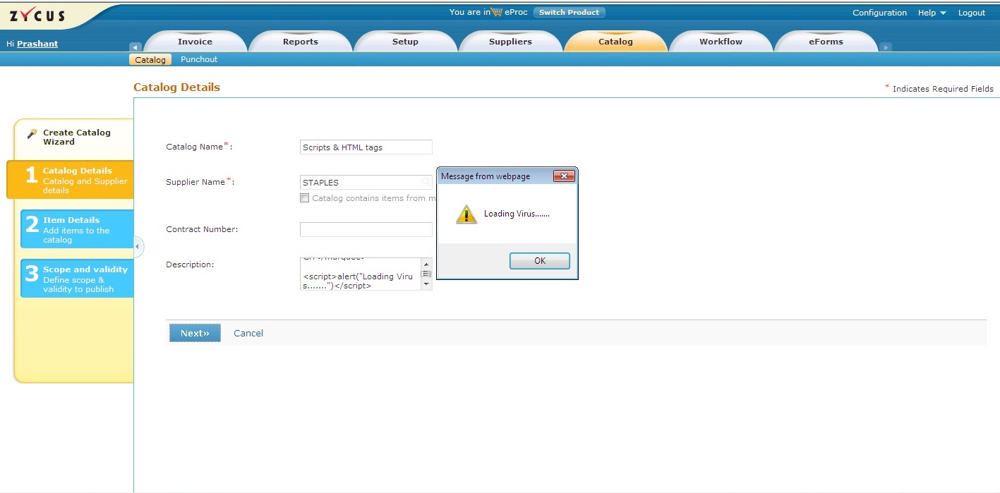 ZYCUS
You are in eProc Switch Product
Configuration Help Logout
Hi Prashant
Invoice Reports Setup Suppliers Catalog Workflow eForms
Catalog Punchout
Catalog Details
* Indicates Required Fields
Create Catalog
Wizard
1 Catalog Details
Catalog and Supplier
details
2 Item Details
Add items to the
catalog
3 Scope and validity
Define scope &
validity to publish
Catalog Name*:
Scripts & HTML tags
Supplier Name*:
STAPLES
Catalog contains items from m
Contract Number:
Description:
<script>alert("Loading Viru
s.......")</script>
Message from webpage
Loading Virus.......
OK
Next»
Cancel